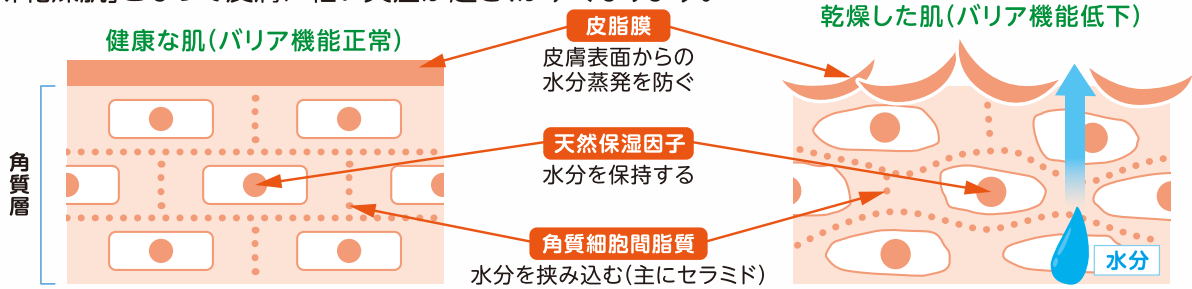 健康な肌(バリア機能正常)
乾燥した肌(バリア機能低下)
皮脂膜
皮膚表面からの
水分蒸発を防ぐ
天然保湿因子
水分を保持する
角質細胞間脂質
水分を挟み込む(主にセラミド)
角質層
水分